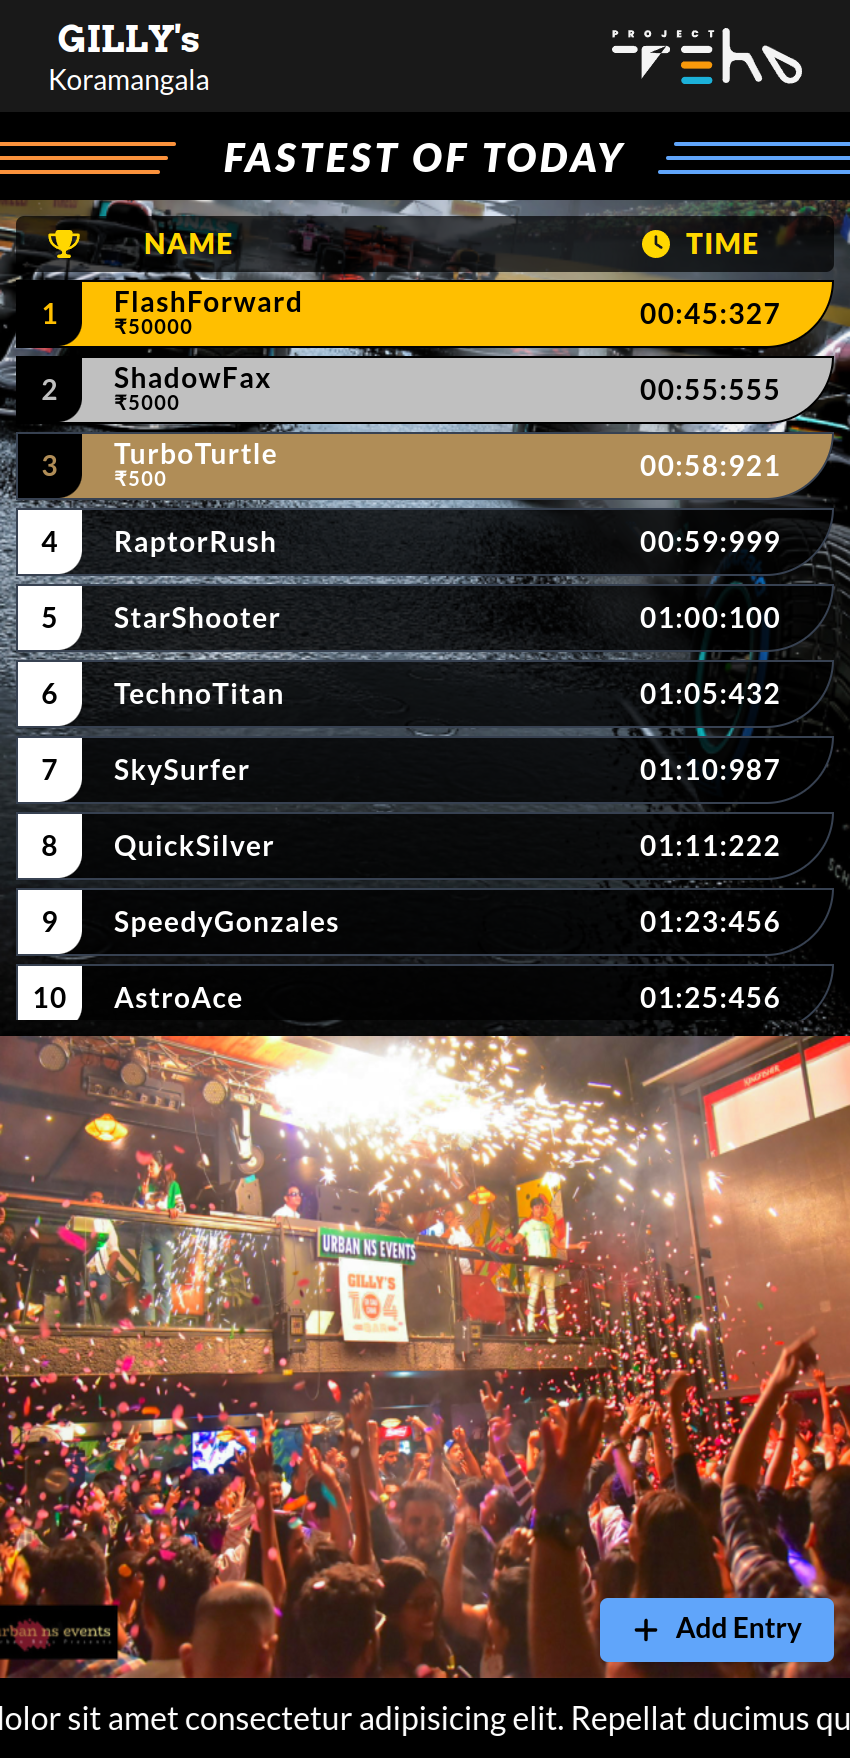 GILLY's
Koramangala
PROJECT
TEHO
FASTEST OF TODAY
NAME TIME
1 FlashForward 00:45:327
₹50000
2 ShadowFax 00:55:555
₹5000
3 TurboTurtle 00:58:921
₹500
4 RaptorRush 00:59:999
5 StarShooter 01:00:100
6 TechnoTitan 01:05:432
7 SkySurfer 01:10:987
8 QuickSilver 01:11:222
9 SpeedyGonzales 01:23:456
10 AstroAce 01:25:456
KINGFISHER
URBAN NS EVENTS
GILLY'S
104
BAR
urban ns events
Add Entry
dolor sit amet consectetur adipisicing elit. Repellat ducimus qu